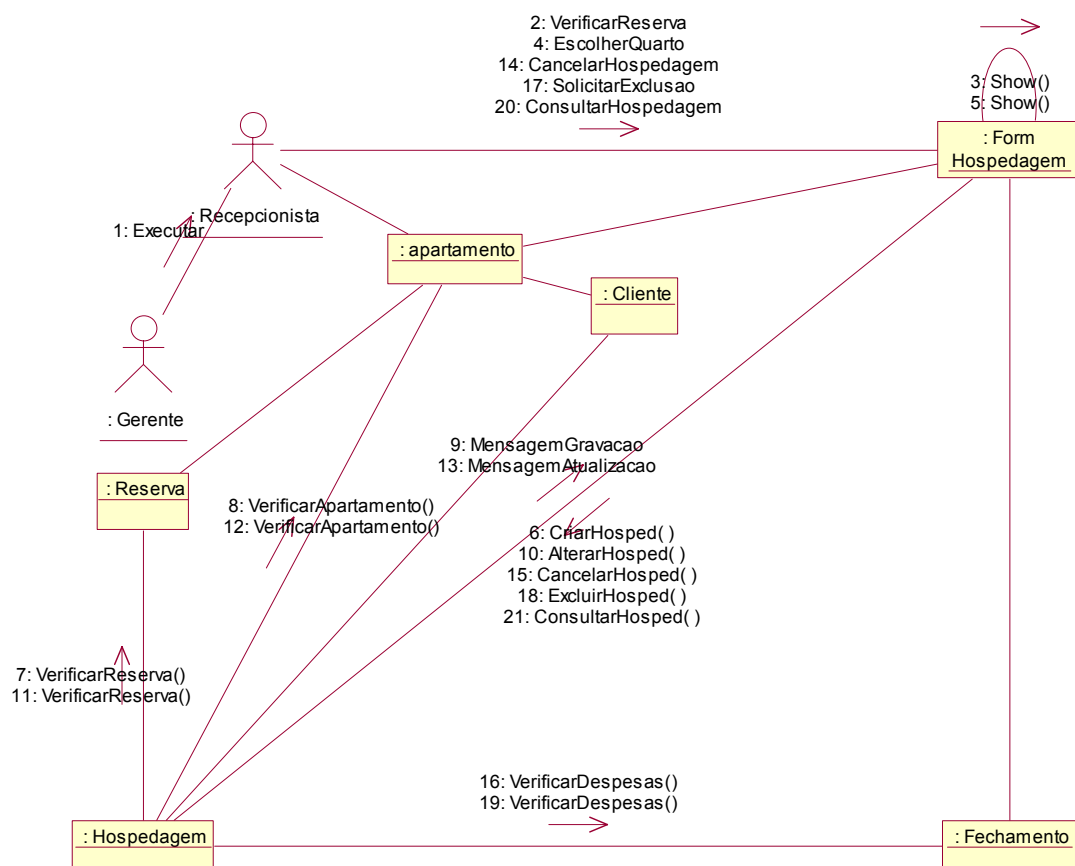 2: VerificarReserva
4: EscolherQuarto
14: CancelarHospedagem
17: SolicitarExclusao
20: ConsultarHospedagem
3: Show()
5: Show()
: Form
Hospedagem
: Recepcionista
1: Executar
: apartamento
: Cliente
: Gerente
9: MensagemGravacao
13: MensagemAtualizacao
: Reserva
8: VerificarApartamento()
12: VerificarApartamento()
6: CriarHosped( )
10: AlterarHosped( )
15: CancelarHosped( )
18: ExcluirHosped( )
21: ConsultarHosped( )
7: VerificarReserva()
11: VerificarReserva()
16: VerificarDespesas()
19: VerificarDespesas()
: Hospedagem
: Fechamento